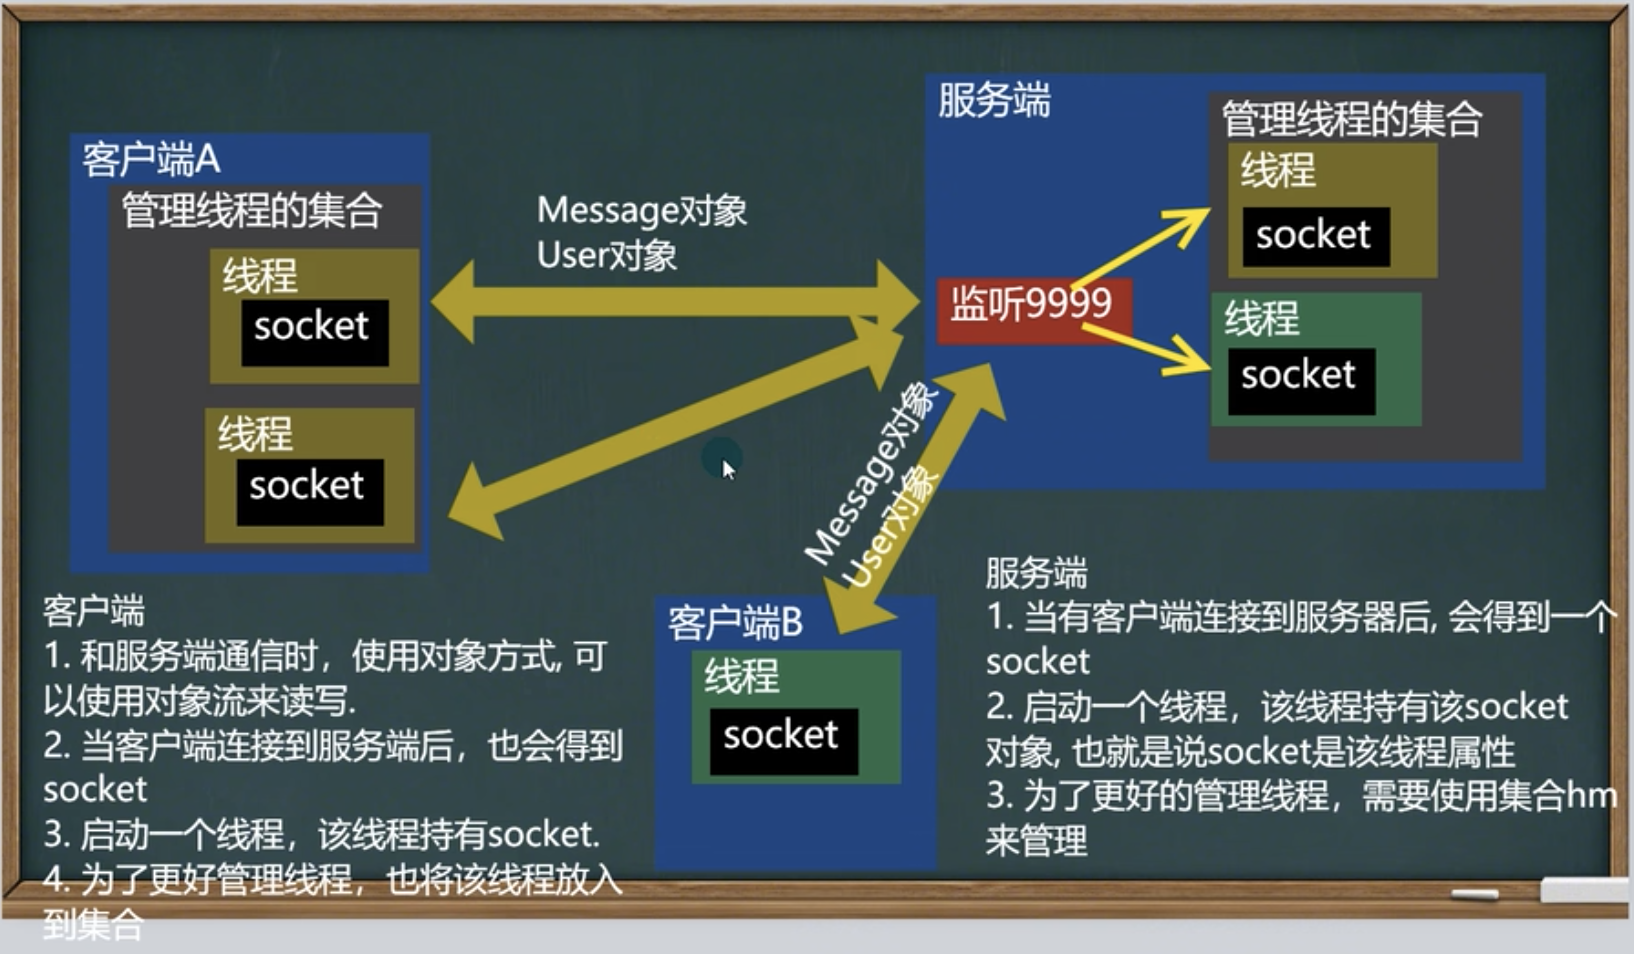 客户端A
管理线程的集合
线程
socket
线程
socket
Message对象
User对象
服务端
监听9999
管理线程的集合
线程
socket
线程
socket
Message对象
User对象
客户端B
线程
socket
客户端
1. 和服务端通信时，使用对象方式, 可
以使用对象流来读写.
2. 当客户端连接到服务端后，也会得到
socket
3. 启动一个线程，该线程持有socket.
4. 为了更好管理线程，也将该线程放入
到集合
服务端
1. 当有客户端连接到服务器后, 会得到一个
socket
2. 启动一个线程，该线程持有该socket
对象, 也就是说socket是该线程属性
3. 为了更好的管理线程，需要使用集合hm
来管理